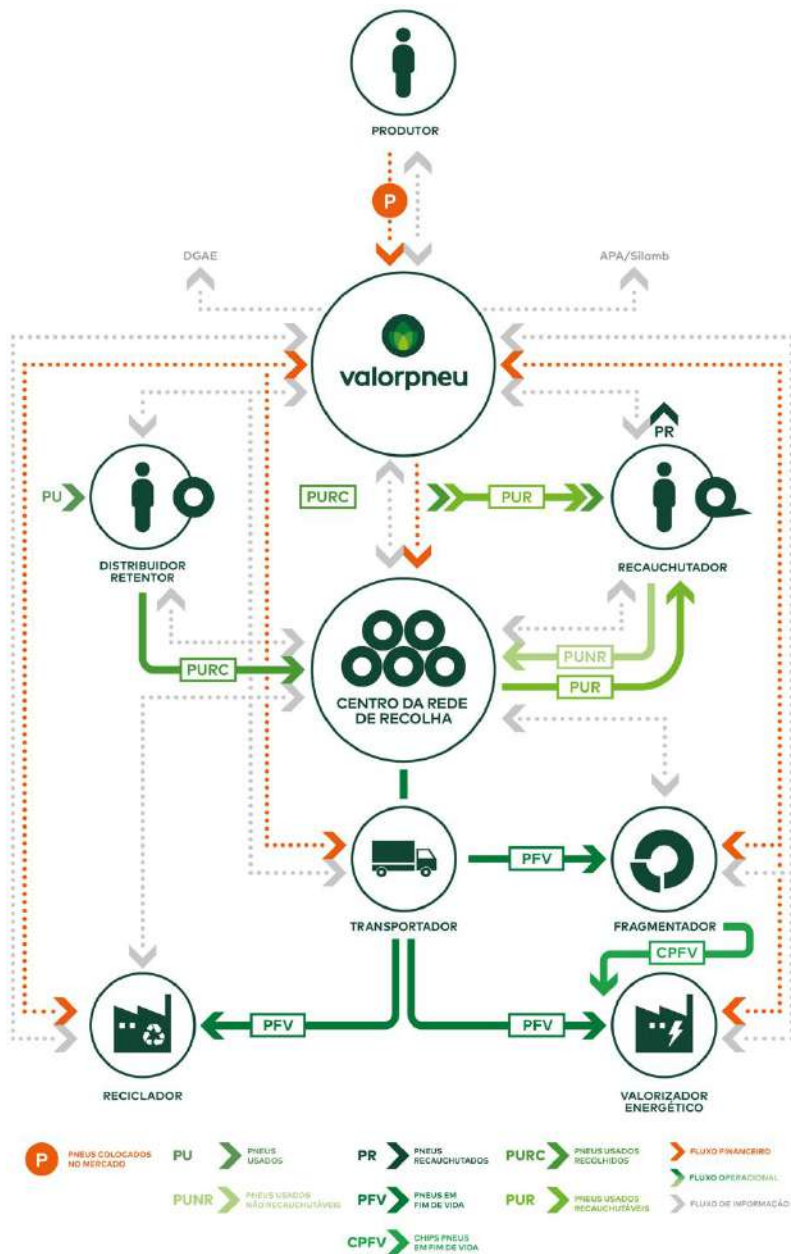 PRODUTOR
P
DGAE
APA/Silamb
valorpneu
PR
PU
PURC
PUR
DISTRIBUIDOR
RETENTOR
RECAUCHUTADOR
PURC
PUNR
PUR
CENTRO DA REDE
DE RECOLHA
PFV
TRANSPORTADOR
FRAGMENTADOR
CPFV
PFV
PFV
RECICLADOR
VALORIZADOR
ENERGÉTICO
P PNEUS COLOCADOS
NO MERCADO
PU PNEUS
USADOS
PR PNEUS
RECAUCHUTADOS
PURC PNEUS USADOS
RECOLHIDOS
FLUXO FINANCEIRO
FLUXO OPERACIONAL
PUNR PNEUS USADOS
NÃO RECAUCHUTÁVEIS
PFV PNEUS EM
FIM DE VIDA
PUR PNEUS USADOS
RECAUCHUTÁVEIS
FLUXO DE INFORMAÇÃO
CPFV CHIPS PNEUS
EM FIM DE VIDA